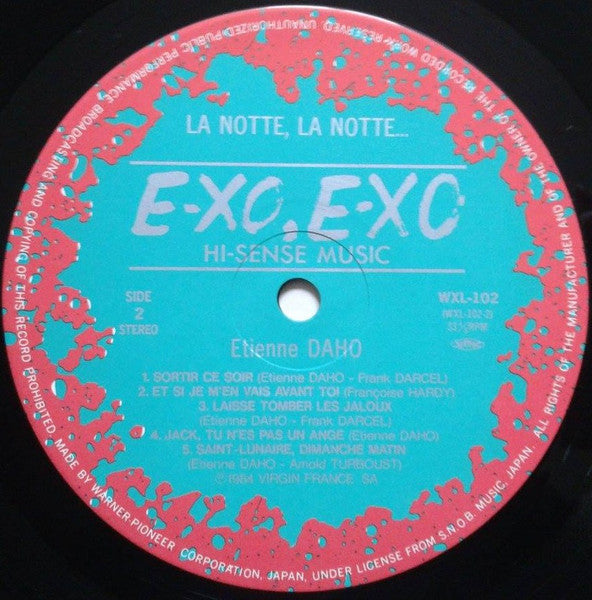 LA NOTTE, LA NOTTE...
E-XO, E-XO
HI-SENSE MUSIC
SIDE
2
STEREO
WXL-102
(WXL-102-2)
33⅓RPM
Etienne DAHO
1. SORTIR CE SOIR (Etienne DAHO - Frank DARCEL)
2. ET SI JE M'EN VAIS AVANT TOI (Françoise HARDY)
3. LAISSE TOMBER LES JALOUX
(Etienne DAHO - Frank DARCEL)
4. JACK, TU N'ES PAS UN ANGE (Etienne DAHO)
5. SAINT-LUNAIRE, DIMANCHE MATIN
(Etienne DAHO - Arnold TURBOUST)
Ⓟ 1984 VIRGIN FRANCE SA
ALL RIGHTS OF THE MANUFACTURER AND OF THE OWNER OF THE RECORDED WORK RESERVED. UNAUTHORIZED PUBLIC PERFORMANCE, BROADCASTING AND COPYING OF THIS RECORD PROHIBITED. MADE BY WARNER-PIONEER CORPORATION, JAPAN, UNDER LICENSE FROM S.N.O.B. MUSIC, JAPAN.